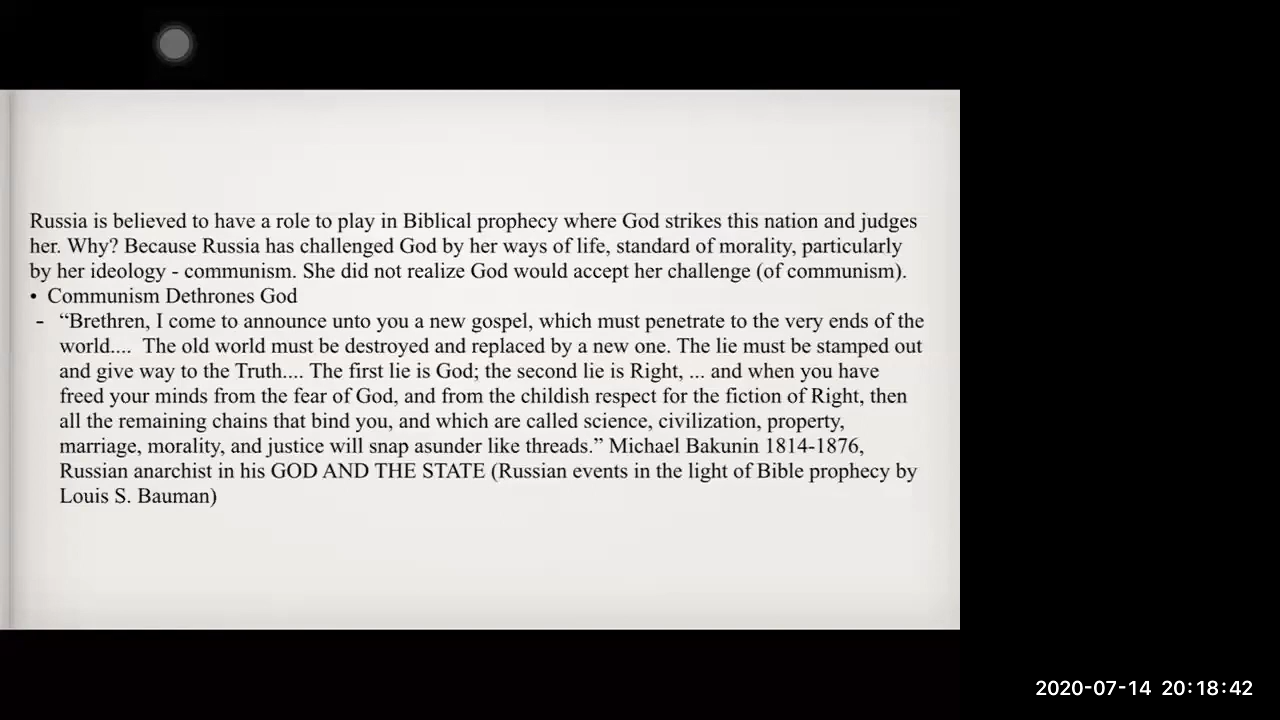 Russia is believed to have a role to play in Biblical prophecy where God strikes this nation and judges
her. Why? Because Russia has challenged God by her ways of life, standard of morality, particularly
by her ideology - communism. She did not realize God would accept her challenge (of communism).
• Communism Dethrones God
- “Brethren, I come to announce unto you a new gospel, which must penetrate to the very ends of the
world.... The old world must be destroyed and replaced by a new one. The lie must be stamped out
and give way to the Truth.... The first lie is God; the second lie is Right, ... and when you have
freed your minds from the fear of God, and from the childish respect for the fiction of Right, then
all the remaining chains that bind you, and which are called science, civilization, property,
marriage, morality, and justice will snap asunder like threads.” Michael Bakunin 1814-1876,
Russian anarchist in his GOD AND THE STATE (Russian events in the light of Bible prophecy by
Louis S. Bauman)
2020-07-14 20:18:42